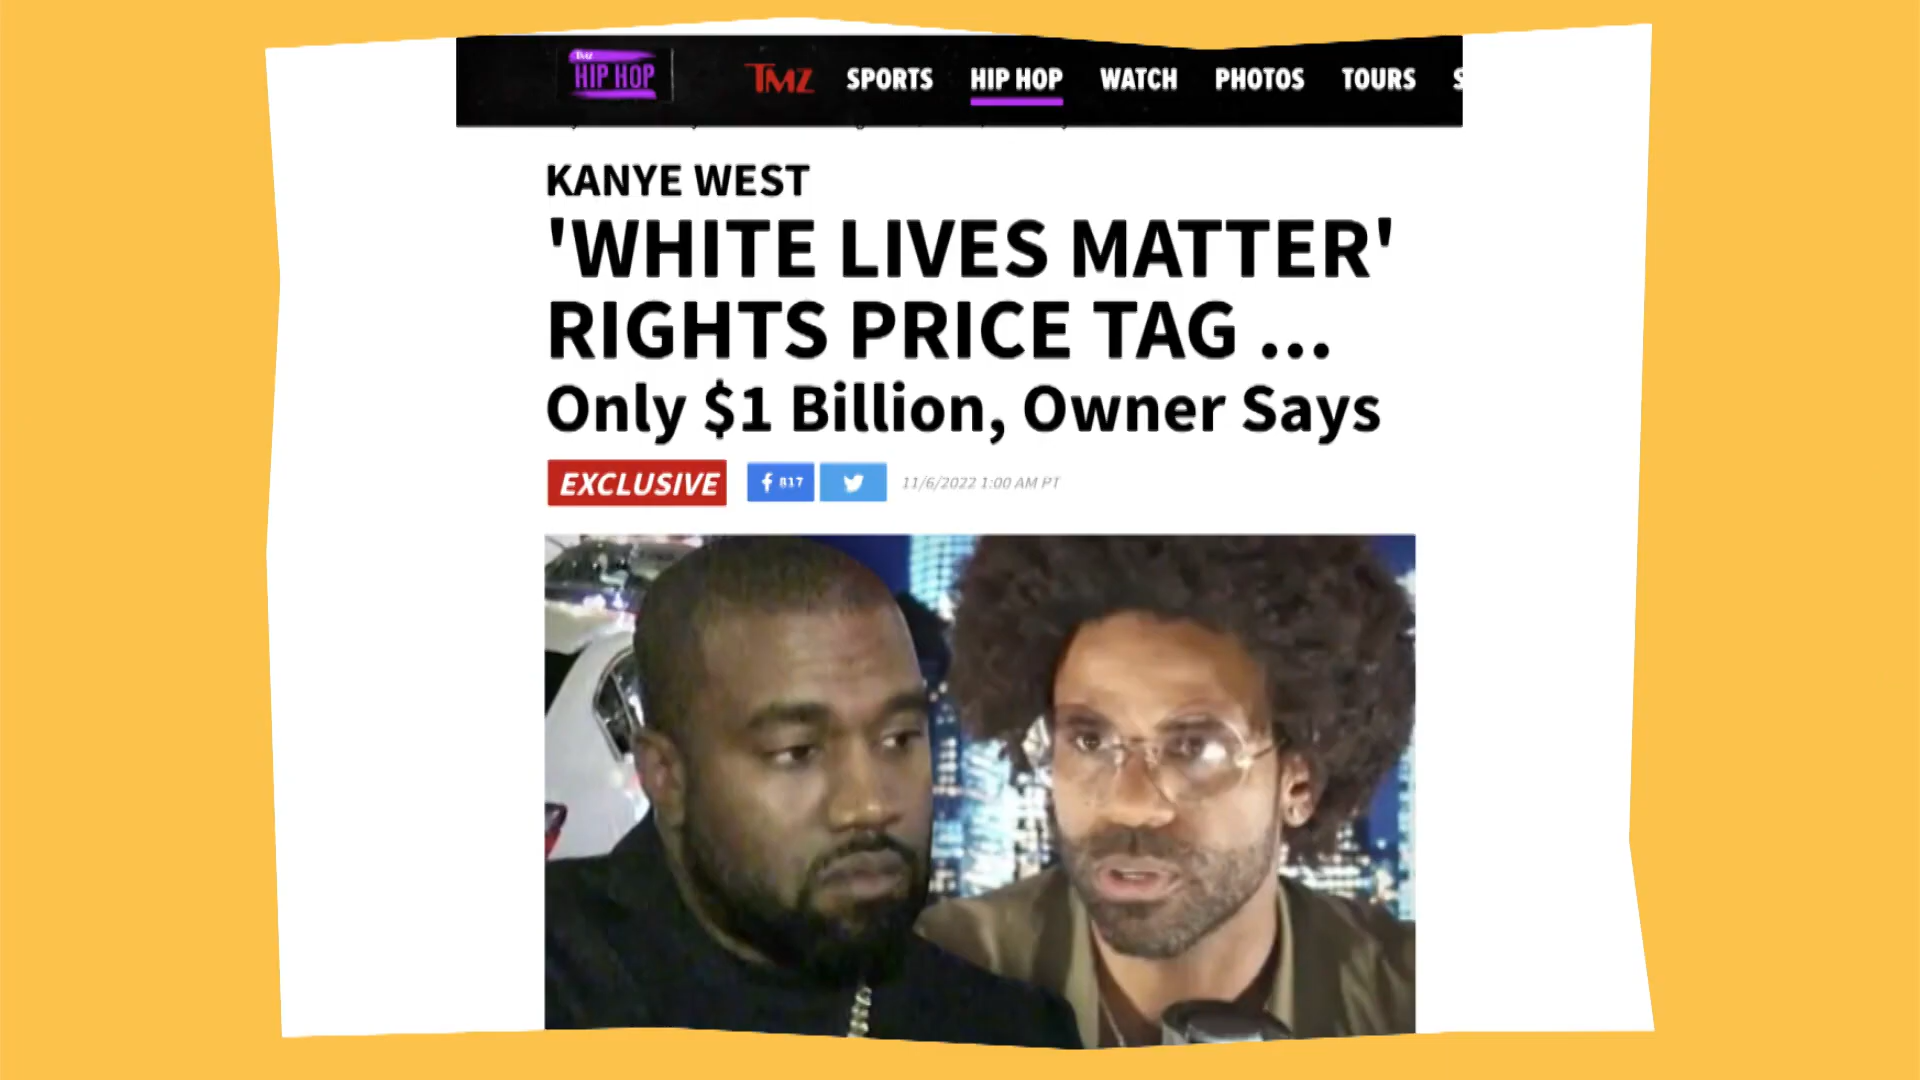 TMZ
HIP HOP
TMZ SPORTS HIP HOP WATCH PHOTOS TOURS S
KANYE WEST
'WHITE LIVES MATTER'
RIGHTS PRICE TAG ...
Only $1 Billion, Owner Says
EXCLUSIVE 817 11/6/2022 1:00 AM PT